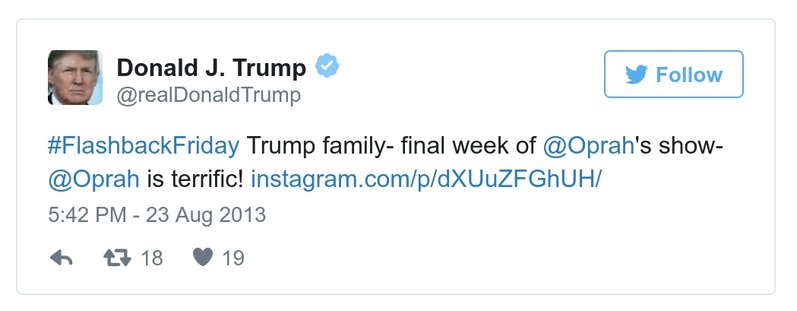 Donald J. Trump
Follow
@realDonaldTrump
#FlashbackFriday Trump family- final week of @Oprah's show-
@Oprah is terrific! instagram.com/p/dXUuZFGhUH/
5:42 PM - 23 Aug 2013
18 19